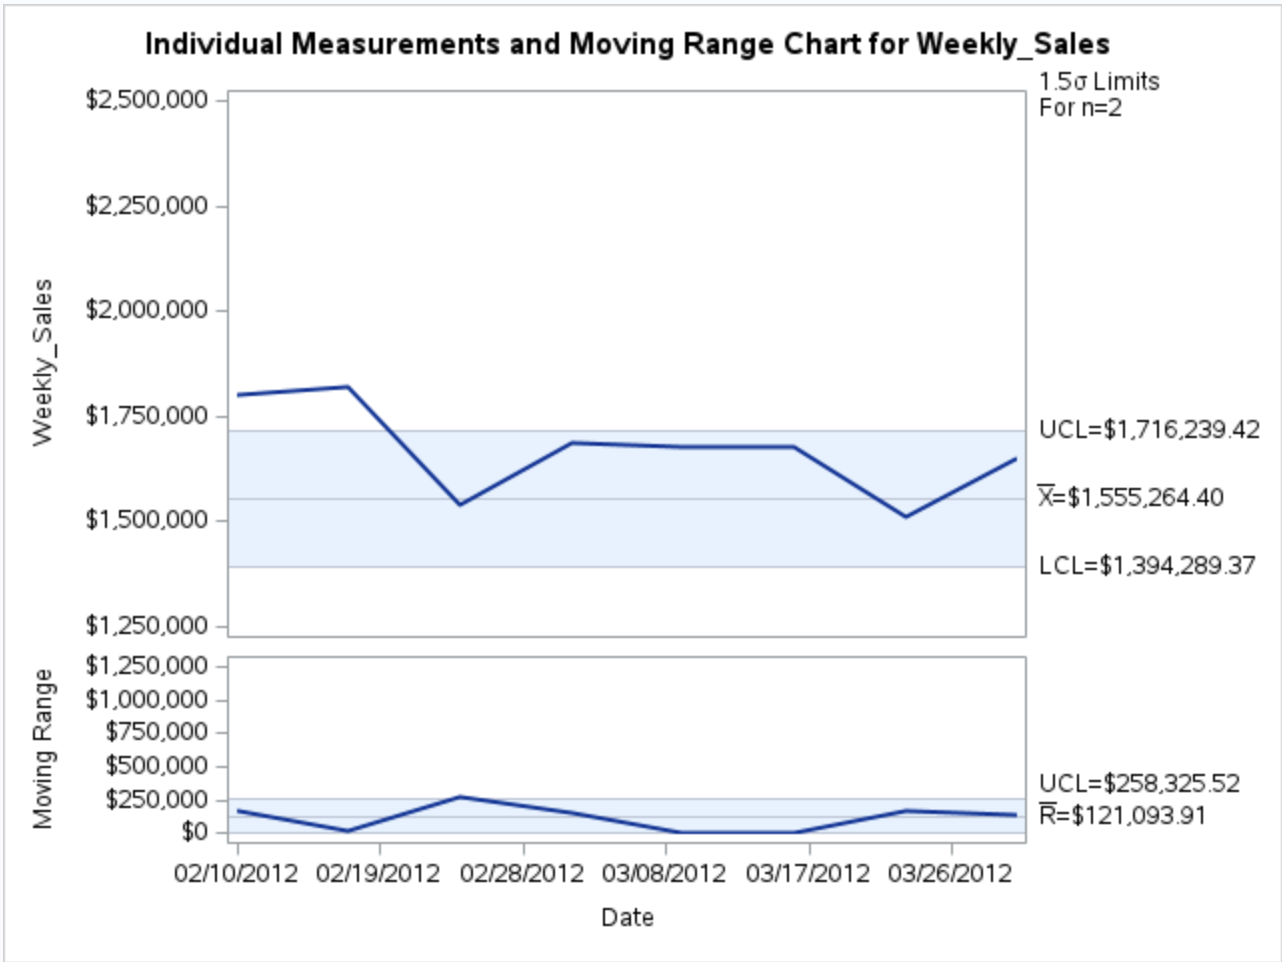 Individual Measurements and Moving Range Chart for Weekly_Sales
1.5σ Limits
For n=2
Weekly_Sales
$2,500,000
$2,250,000
$2,000,000
$1,750,000
$1,500,000
$1,250,000
UCL=$1,716,239.42
X̅=$1,555,264.40
LCL=$1,394,289.37
Moving Range
$1,250,000
$1,000,000
$750,000
$500,000
$250,000
$0
UCL=$258,325.52
R̅=$121,093.91
02/10/2012 02/19/2012 02/28/2012 03/08/2012 03/17/2012 03/26/2012
Date